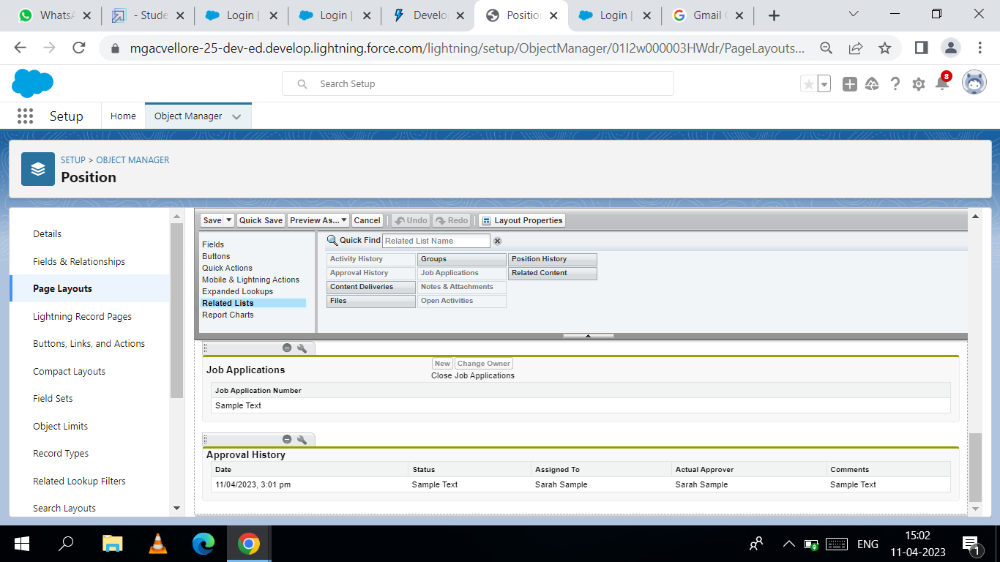 WhatsA
- Stude
Login |
Login |
Develo
Position
Login |
Gmail
mgacvellore-25-dev-ed.develop.lightning.force.com/lightning/setup/ObjectManager/01I2w000003HWdr/PageLayouts...
Search Setup
8
Setup
Home
Object Manager
SETUP > OBJECT MANAGER
Position
Details
Fields & Relationships
Page Layouts
Lightning Record Pages
Buttons, Links, and Actions
Compact Layouts
Field Sets
Object Limits
Record Types
Related Lookup Filters
Search Layouts
Save Quick Save Preview As... Cancel Undo Redo Layout Properties
Fields
Buttons
Quick Actions
Mobile & Lightning Actions
Expanded Lookups
Related Lists
Report Charts
Quick Find Related List Name
Activity History Groups Position History
Approval History Job Applications Related Content
Content Deliveries Notes & Attachments
Files Open Activities
Job Applications New Change Owner
Close Job Applications
Job Application Number
Sample Text
Approval History
Date Status Assigned To Actual Approver Comments
11/04/2023, 3:01 pm Sample Text Sarah Sample Sarah Sample Sample Text
ENG
15:02
11-04-2023
1